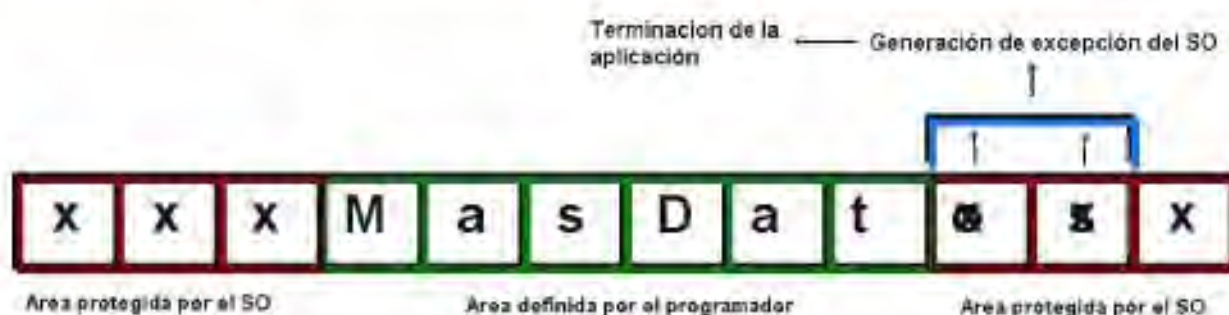 Terminacion de la
aplicación
Generación de excepción del SO
x x x M a s D a t x
Area protegida por el SO
Area definida por el programador
Area protegida por el SO